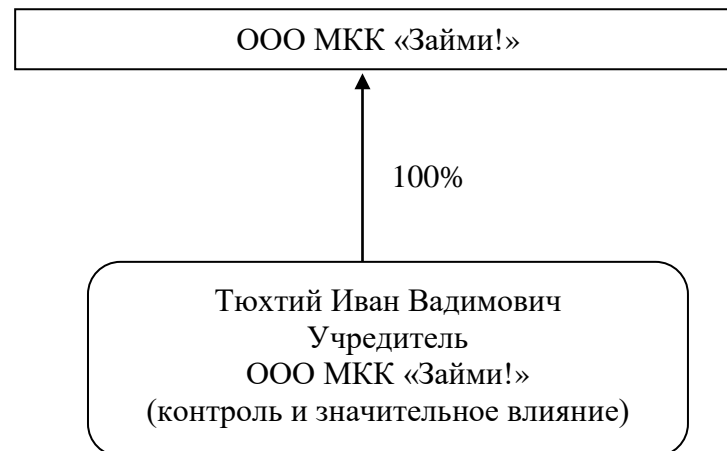 ООО МКК «Займи!»
100%
Тюхтий Иван Вадимович
Учредитель
ООО МКК «Займи!»
(контроль и значительное влияние)